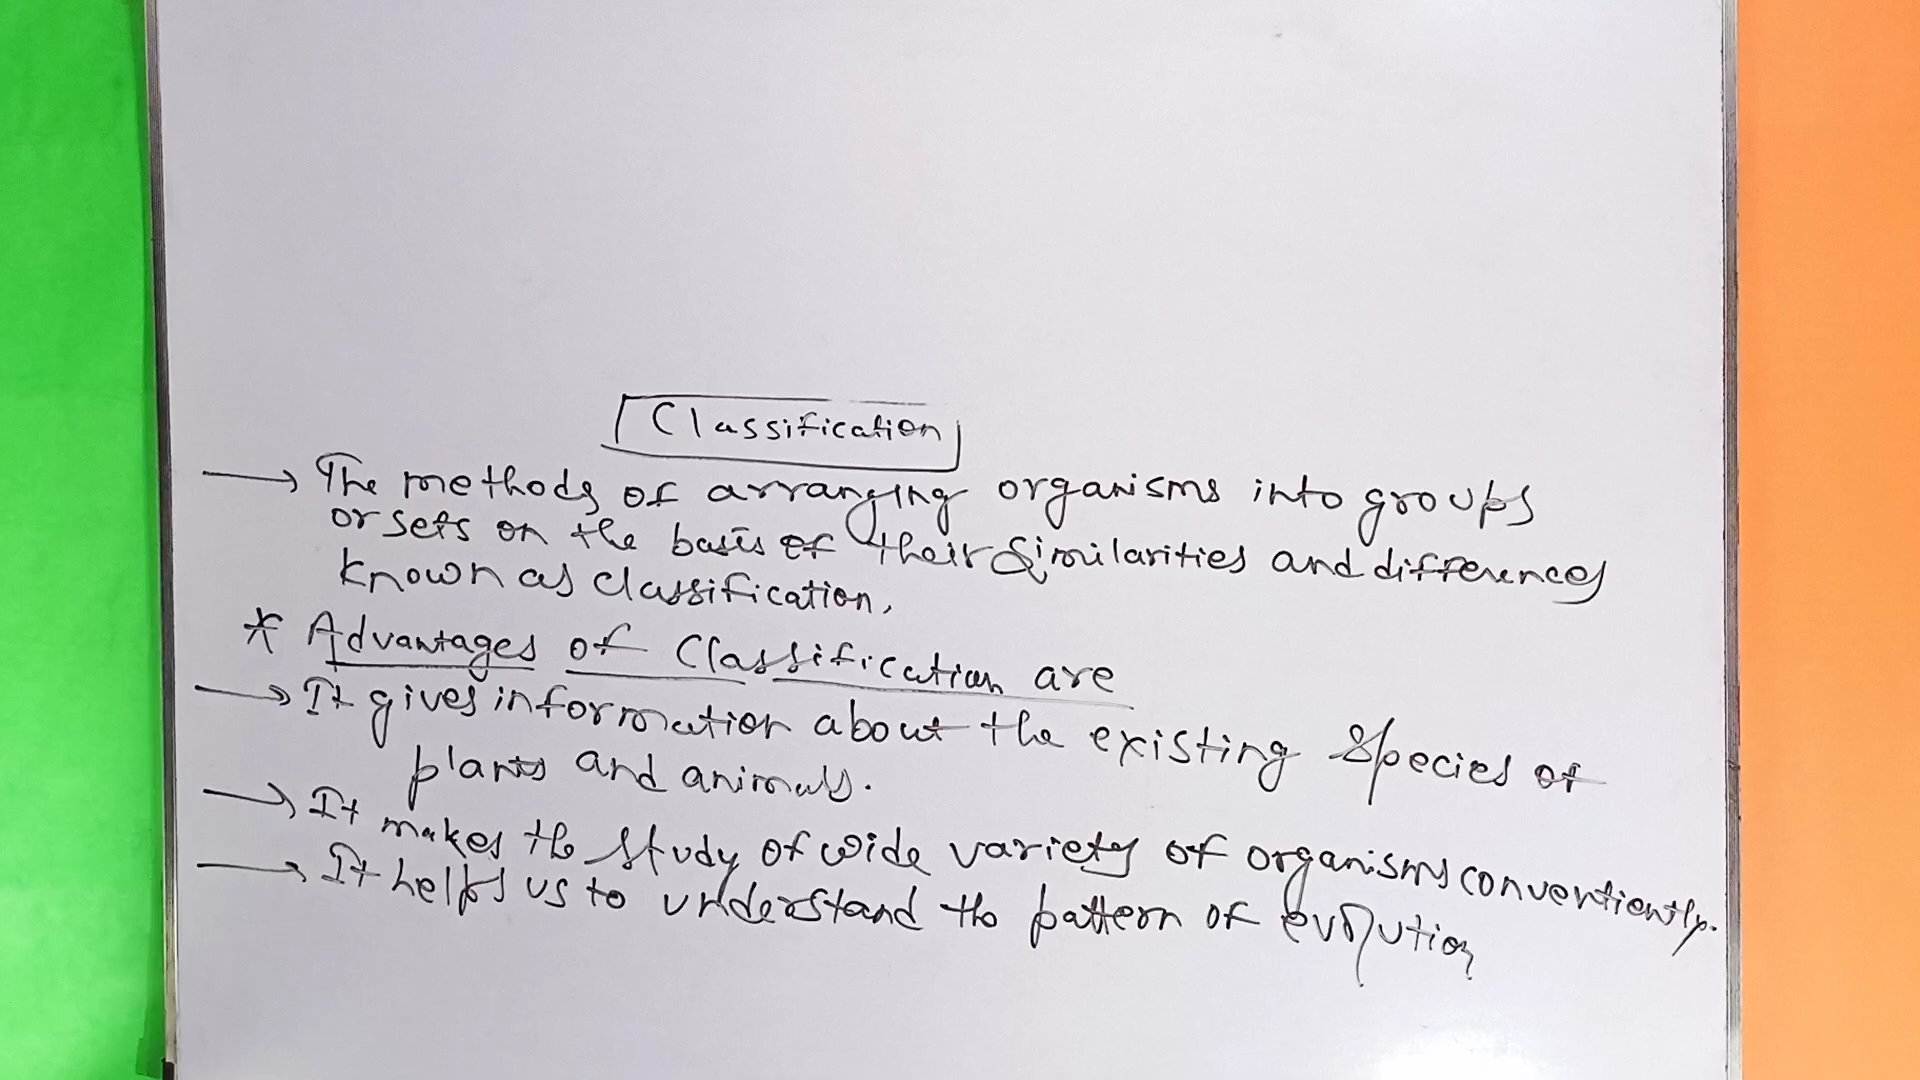 Classification
→ The methods of arranging organisms into groups
or sets on the basis of their Similarities and differences
known as classification.
* Advantages of Classification are
→ It gives information about the existing Species of
plants and animals.
→ It makes the study of wide variety of organisms conventiently.
→ It helps us to understand the pattern of evolution